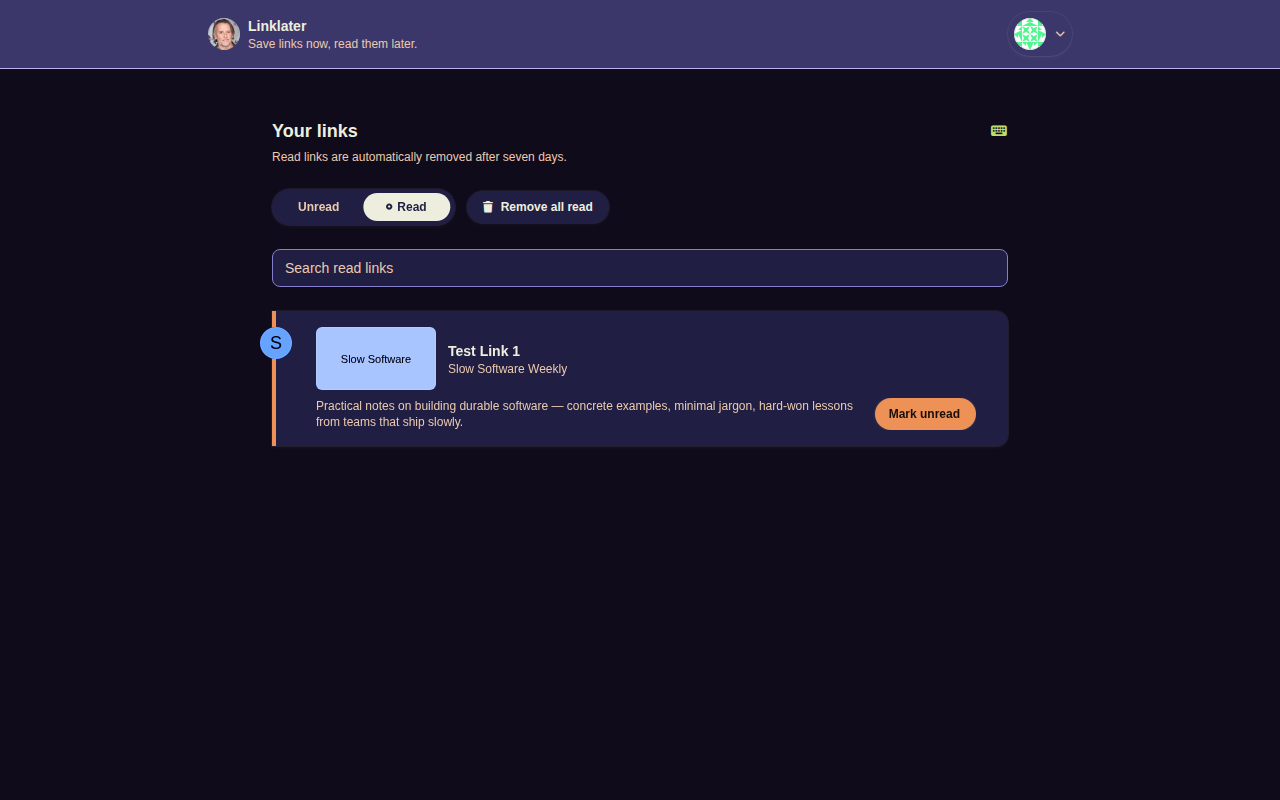 Linklater
Save links now, read them later.
Your links
Read links are automatically removed after seven days.
Unread
Read
Remove all read
Search read links
S
Slow Software
Test Link 1
Slow Software Weekly
Practical notes on building durable software — concrete examples, minimal jargon, hard-won lessons
from teams that ship slowly.
Mark unread